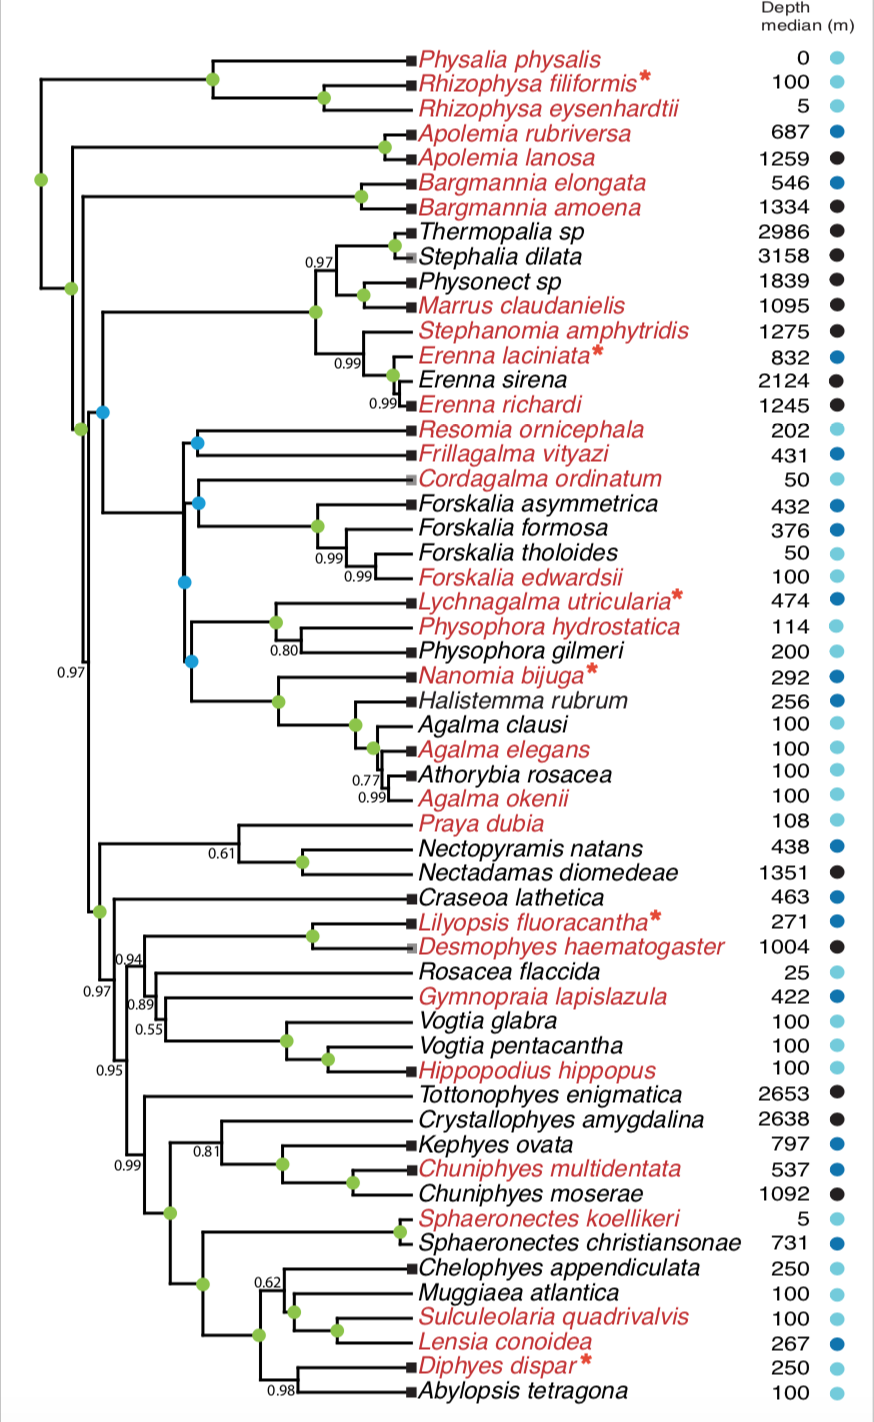 Depth
median (m)
Physalia physalis 0
Rhizophysa filiformis* 100
Rhizophysa eysenhardtii 5
Apolemia rubriversa 687
Apolemia lanosa 1259
Bargmannia elongata 546
Bargmannia amoena 1334
Thermopalia sp 2986
Stephalia dilata 3158
0.97
Physonect sp 1839
Marrus claudanielis 1095
Stephanomia amphytridis 1275
Erenna laciniata* 832
0.99
Erenna sirena 2124
Erenna richardi 1245
0.99
Resomia ornicephala 202
Frillagalma vityazi 431
Cordagalma ordinatum 50
Forskalia asymmetrica 432
Forskalia formosa 376
Forskalia tholoides 50
0.99
Forskalia edwardsii 100
0.99
Lychnagalma utricularia* 474
Physophora hydrostatica 114
Physophora gilmeri 200
0.80
Nanomia bijuga* 292
0.97
Halistemma rubrum 256
Agalma clausi 100
Agalma elegans 100
Athorybia rosacea 100
0.77
Agalma okenii 100
0.99
Praya dubia 108
Nectopyramis natans 438
0.61
Nectadamas diomedeae 1351
Craseoa lathetica 463
Lilyopsis fluoracantha* 271
Desmophyes haematogaster 1004
0.94
Rosacea flaccida 25
0.97
Gymnopraia lapislazula 422
0.89
Vogtia glabra 100
0.55
Vogtia pentacantha 100
Hippopodius hippopus 100
0.95
Tottonophyes enigmatica 2653
Crystallophyes amygdalina 2638
Kephyes ovata 797
0.81
Chuniphyes multidentata 537
0.99
Chuniphyes moserae 1092
Sphaeronectes koellikeri 5
Sphaeronectes christiansonae 731
Chelophyes appendiculata 250
0.62
Muggiaea atlantica 100
Sulculeolaria quadrivalvis 100
Lensia conoidea 267
Diphyes dispar* 250
Abylopsis tetragona 100
0.98